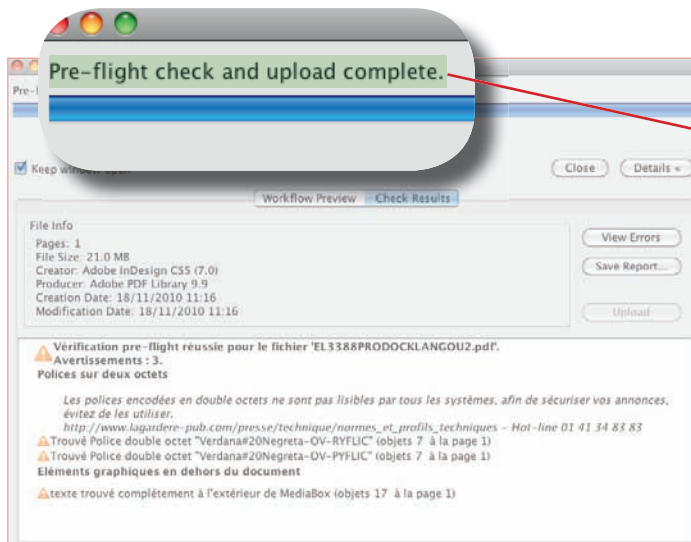 Pre-flight check and upload complete.
Pre-
Keep window open
Close
Details «
Workflow Preview
Check Results
File Info
Pages: 1
File Size: 21.0 MB
Creator: Adobe InDesign CS5 (7.0)
Producer: Adobe PDF Library 9.9
Creation Date: 18/11/2010 11:16
Modification Date: 18/11/2010 11:16
View Errors
Save Report...
Upload
Vérification pre-flight réussie pour le fichier 'EL3388PRODOCKLANGOU2.pdf'.
Avertissements : 3.
Polices sur deux octets
Les polices encodées en double octets ne sont pas lisibles par tous les systèmes, afin de sécuriser vos annonces,
évitez de les utiliser.
http://www.lagardere-pub.com/presse/technique/normes_et_profils_techniques - Hot-line 01 41 34 83 83
Trouvé Police double octet "Verdana#20Negreta-OV-RYFLIC" (objets 7 à la page 1)
Trouvé Police double octet "Verdana#20Negreta-OV-PYFLIC" (objets 7 à la page 1)
Eléments graphiques en dehors du document
texte trouvé complétement à l'extérieur de MediaBox (objets 17 à la page 1)